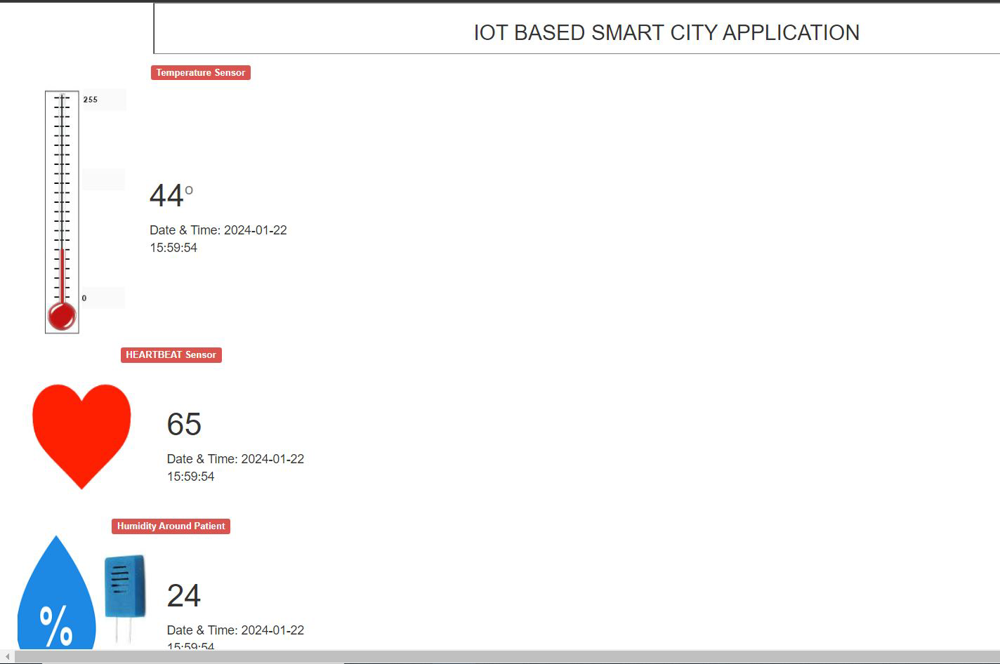 IOT BASED SMART CITY APPLICATION
Temperature Sensor
255
44°
Date & Time: 2024-01-22
15:59:54
0
HEARTBEAT Sensor
65
Date & Time: 2024-01-22
15:59:54
Humidity Around Patient
24
%
Date & Time: 2024-01-22
15:59:54